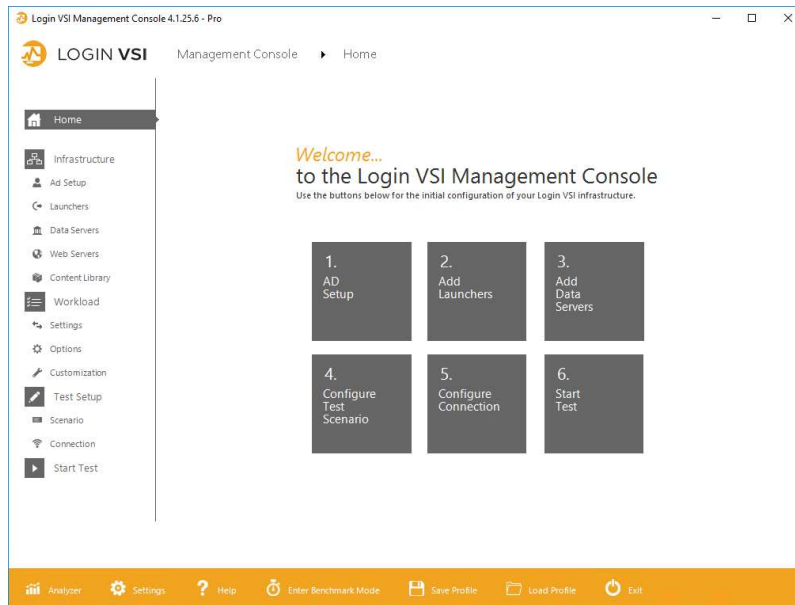 Login VSI Management Console 4.1.25.6 - Pro
LOGIN VSI Management Console Home
Home
Infrastructure
Ad Setup
Launchers
Data Servers
Web Servers
Content Library
Workload
Settings
Options
Customization
Test Setup
Scenario
Connection
Start Test
Welcome...
to the Login VSI Management Console
Use the buttons below for the initial configuration of your Login VSI infrastructure.
1.
AD
Setup
2.
Add
Launchers
3.
Add
Data
Servers
4.
Configure
Test
Scenario
5.
Configure
Connection
6.
Start
Test
Analyzer Settings Help Enter Benchmark Mode Save Profile Load Profile Exit